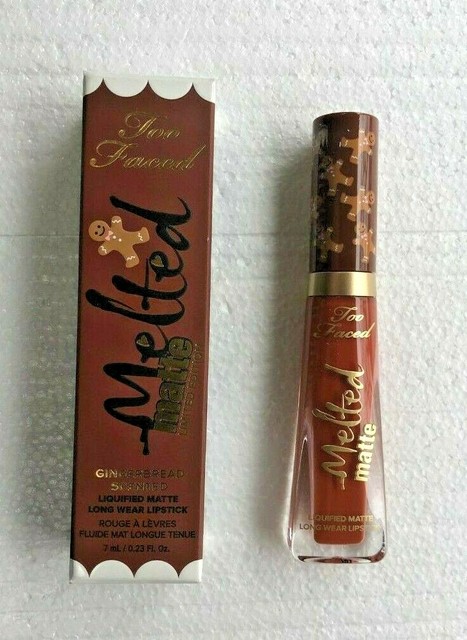 Too
Faced
Melted
matte
GINGERBREAD
SCENTED
LIQUIFIED MATTE
LONG WEAR LIPSTICK
ROUGE À LÈVRES
FLUIDE MAT LONGUE TENUE
7 mL / 0.23 Fl. Oz.
Too
Faced
Melted
matte
LIQUIFIED MATTE
LONG WEAR LIPSTICK